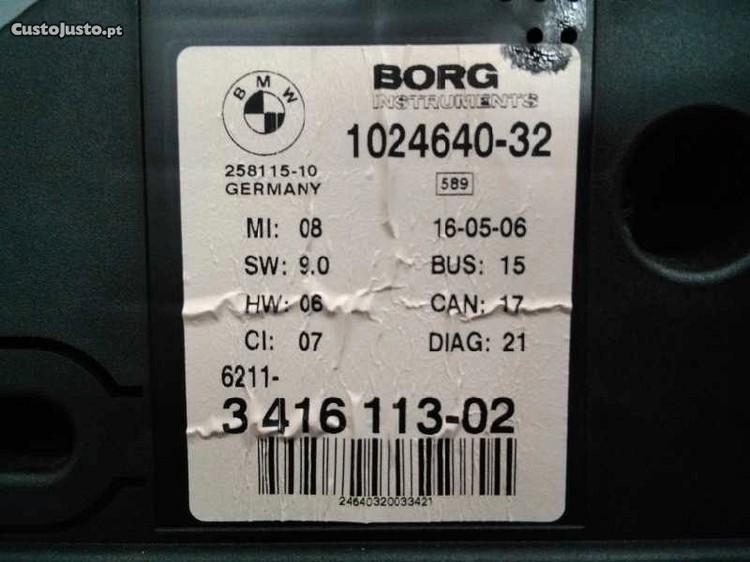 CustoJusto.pt
BMW
BORG
INSTRUMENTS
1024640-32
258115-10
GERMANY
589
MI: 08
16-05-06
SW: 9.0
BUS: 15
HW: 06
CAN: 17
CI: 07
DIAG: 21
6211-
3 416 113-02
24640320033421